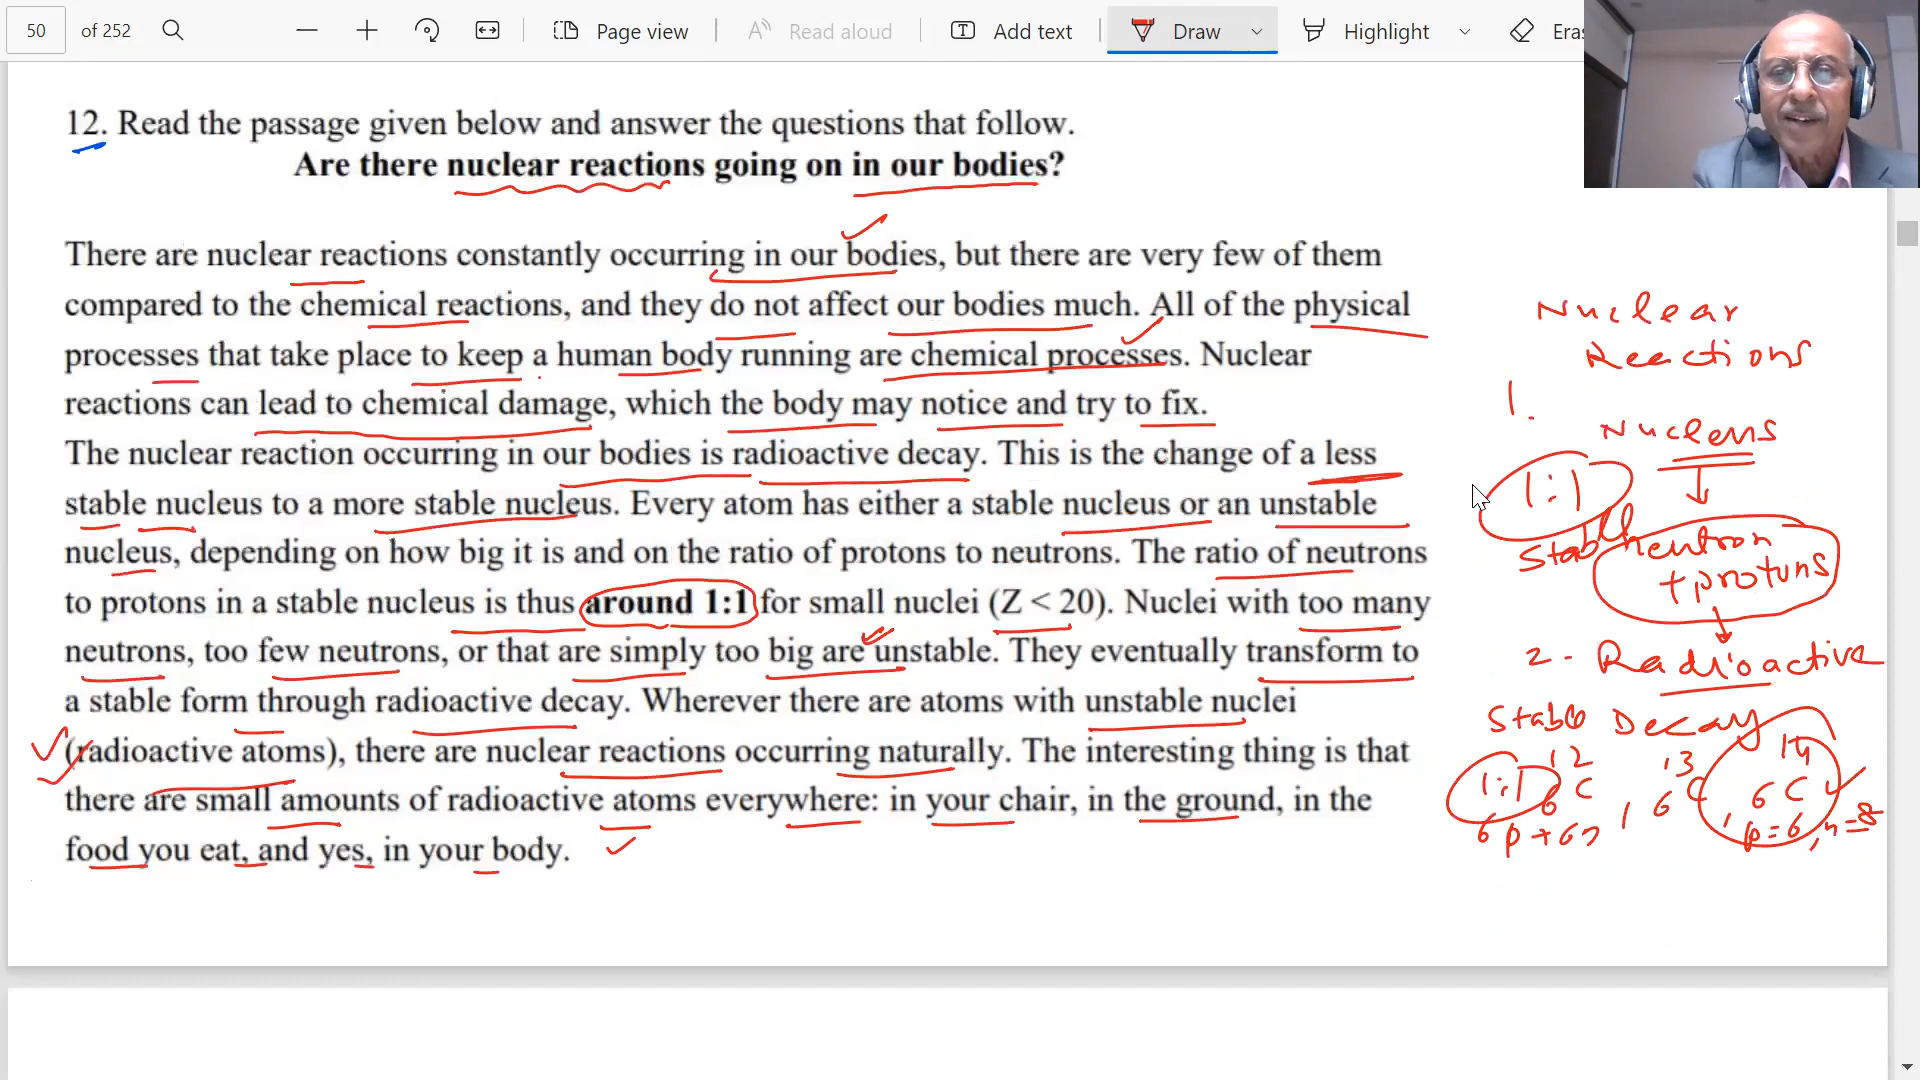 50 of 252 Page view Read aloud Add text Draw Highlight Eras
12. Read the passage given below and answer the questions that follow.
Are there nuclear reactions going on in our bodies?
There are nuclear reactions constantly occurring in our bodies, but there are very few of them
compared to the chemical reactions, and they do not affect our bodies much. All of the physical
processes that take place to keep a human body running are chemical processes. Nuclear
reactions can lead to chemical damage, which the body may notice and try to fix.
The nuclear reaction occurring in our bodies is radioactive decay. This is the change of a less
stable nucleus to a more stable nucleus. Every atom has either a stable nucleus or an unstable
nucleus, depending on how big it is and on the ratio of protons to neutrons. The ratio of neutrons
to protons in a stable nucleus is thus around 1:1 for small nuclei (Z < 20). Nuclei with too many
neutrons, too few neutrons, or that are simply too big are unstable. They eventually transform to
a stable form through radioactive decay. Wherever there are atoms with unstable nuclei
(radioactive atoms), there are nuclear reactions occurring naturally. The interesting thing is that
there are small amounts of radioactive atoms everywhere: in your chair, in the ground, in the
food you eat, and yes, in your body.
Nuclear
Reactions
1.
Nucleus
1:1
Stable
neutron
+ protons
2. Radioactive
Stable Decay
12 13 14
1:1 6 C 6 C 6 C
6p + 6n p = 6, n = 8